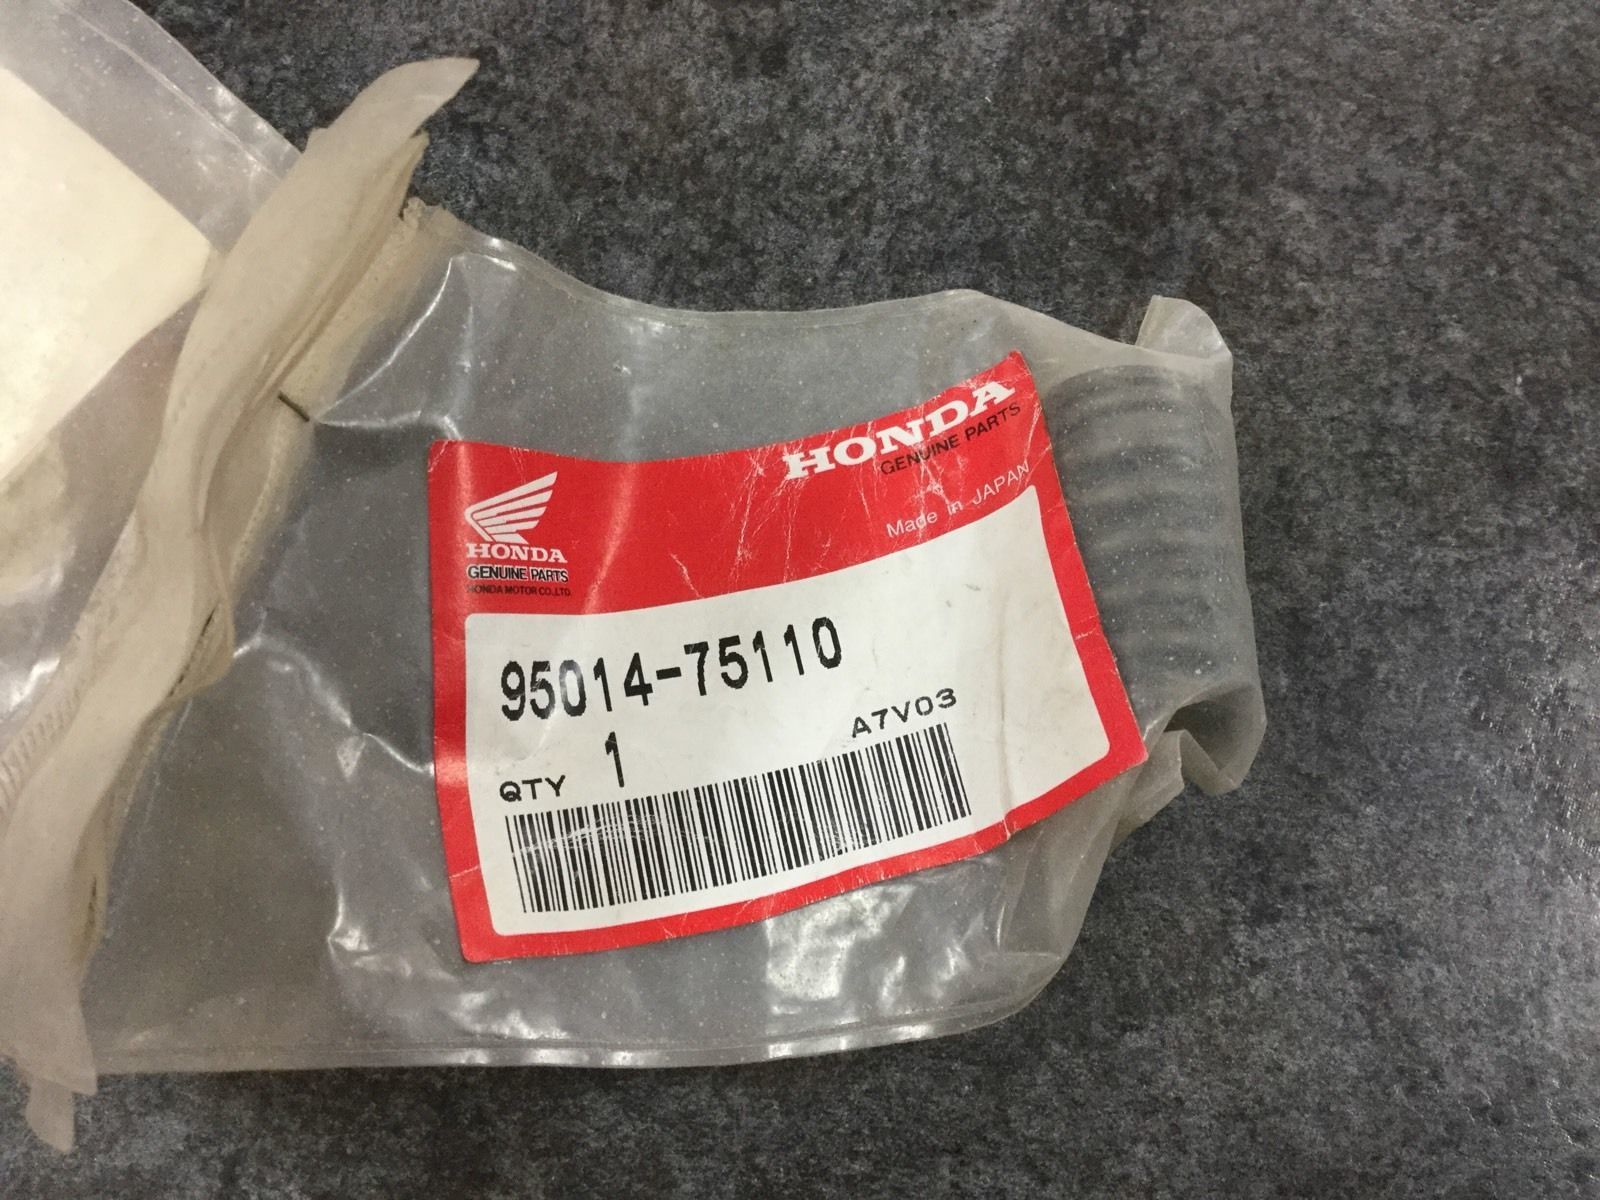 HONDA
GENUINE PARTS
Made in JAPAN
HONDA
GENUINE PARTS
HONDA MOTOR CO.,LTD.
95014-75110
A7V03
QTY 1